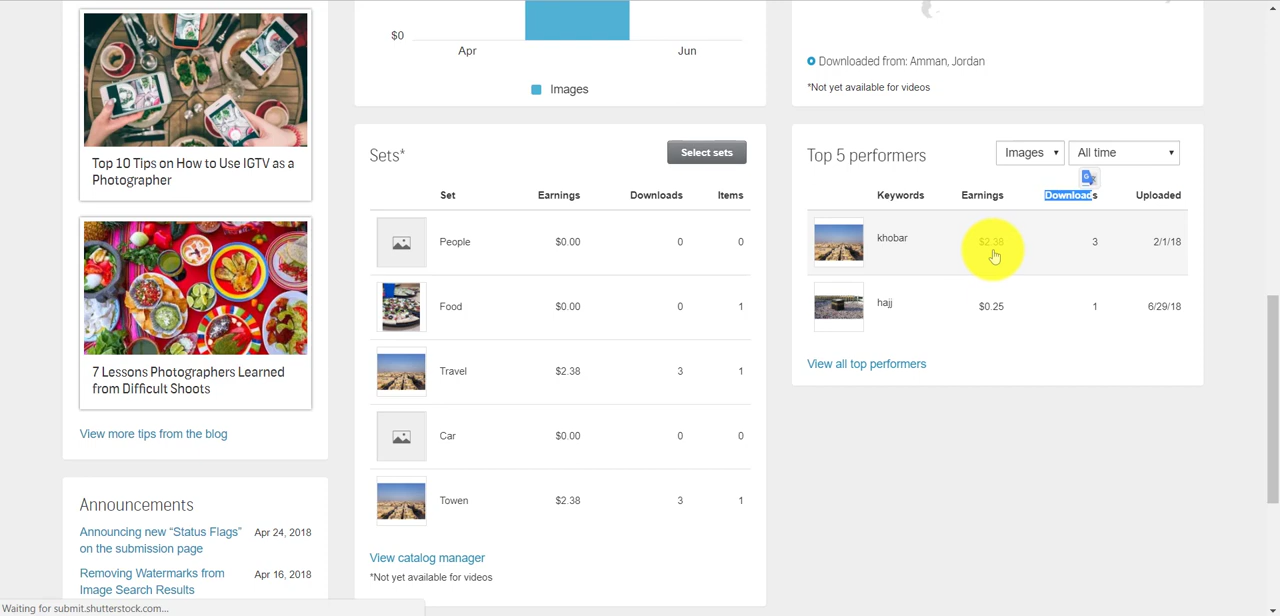 $0
Apr
Jun
Images
Downloaded from: Amman, Jordan
*Not yet available for videos
Top 10 Tips on How to Use IGTV as a
Photographer
7 Lessons Photographers Learned
from Difficult Shoots
View more tips from the blog
Announcements
Announcing new “Status Flags” Apr 24, 2018
on the submission page
Removing Watermarks from Apr 16, 2018
Image Search Results
Sets*
Select sets
Set Earnings Downloads Items
People $0.00 0 0
Food $0.00 0 1
Travel $2.38 3 1
Car $0.00 0 0
Towen $2.38 3 1
View catalog manager
*Not yet available for videos
Top 5 performers
Images
All time
Keywords Earnings Downloads Uploaded
khobar $2.38 3 2/1/18
hajj $0.25 1 6/29/18
View all top performers
Waiting for submit.shutterstock.com...